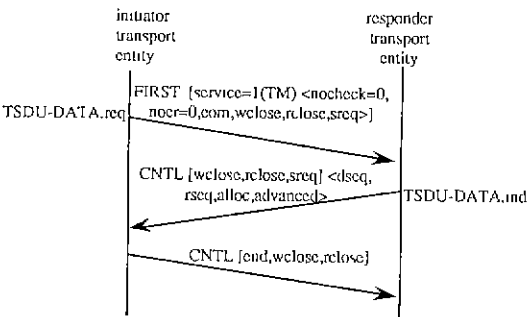 initiator
transport
entity
responder
transport
entity
FIRST [service=1(TM) <nocheck=0,
noer=0,eom,wclose,rclose,sreq>]
TSDU-DATA.req
CNTL [wclose,rclose,sreq] <dseq,
rseq,alloc,advanced>
TSDU-DATA.ind
CNTL [end,wclose,rclose]